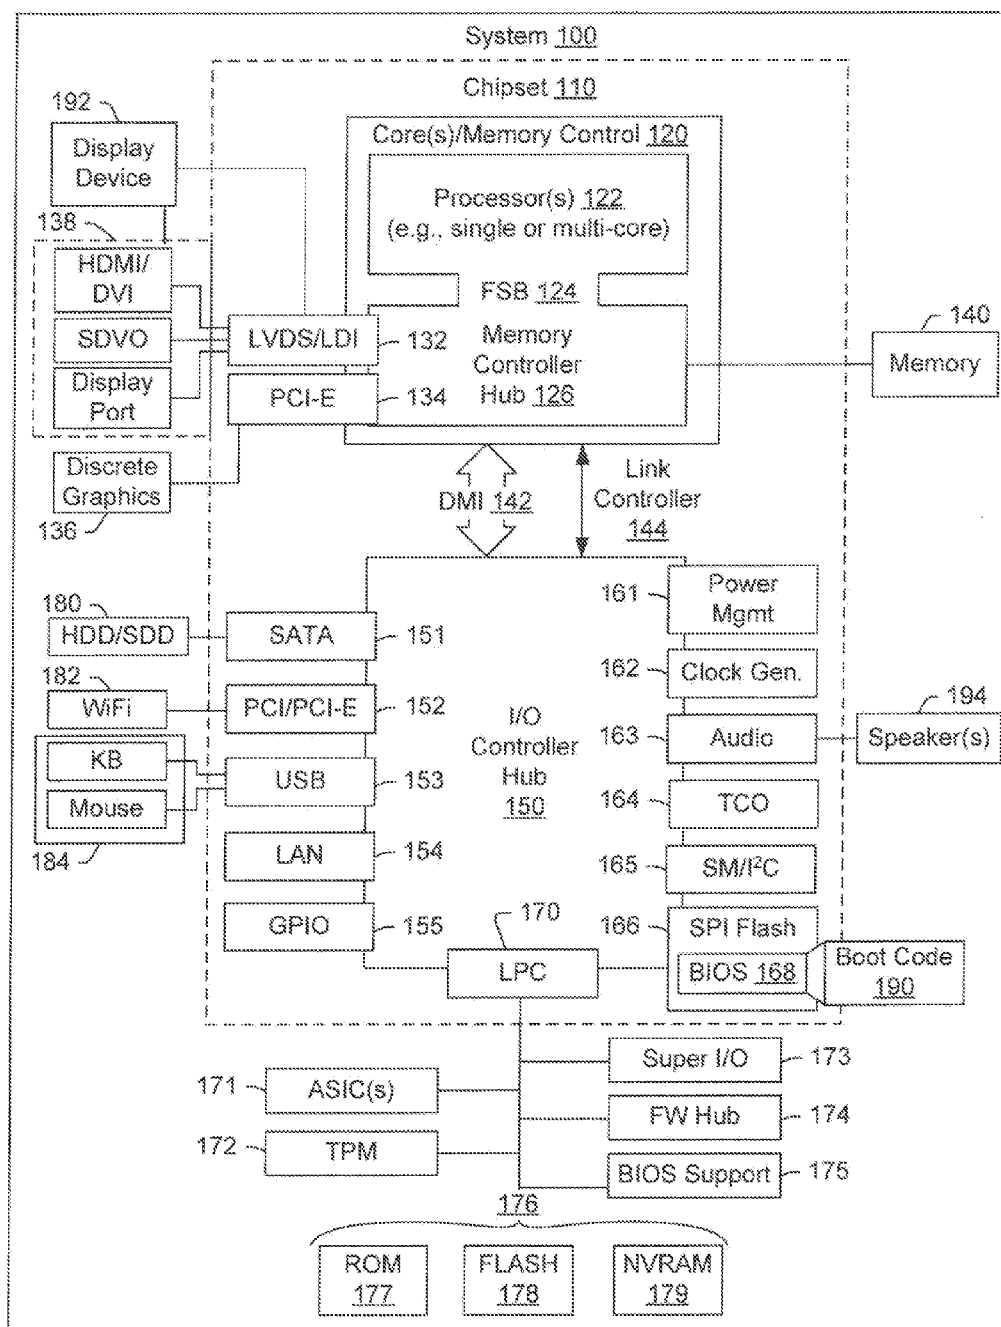 System 100
Chipset 110
192
Display
Device
Core(s)/Memory Control 120
Processor(s) 122
(e.g., single or multi-core)
138
HDMI/
DVI
SDVO
Display
Port
FSB 124
LVDS/LDI
132
PCI-E
134
Memory
Controller
Hub 126
140
Memory
Discrete
Graphics
136
DMI 142
Link
Controller
144
180
HDD/SDD
SATA
151
182
WiFi
PCI/PCI-E
152
KB
Mouse
184
USB
153
LAN
154
GPIO
155
I/O
Controller
Hub
150
161
Power
Mgmt
162
Clock Gen.
163
Audio
194
Speaker(s)
164
TCO
165
SM/I²C
166
SPI Flash
BIOS 168
Boot Code
190
170
LPC
171
ASIC(s)
172
TPM
Super I/O
173
FW Hub
174
BIOS Support
175
176
ROM
177
FLASH
178
NVRAM
179